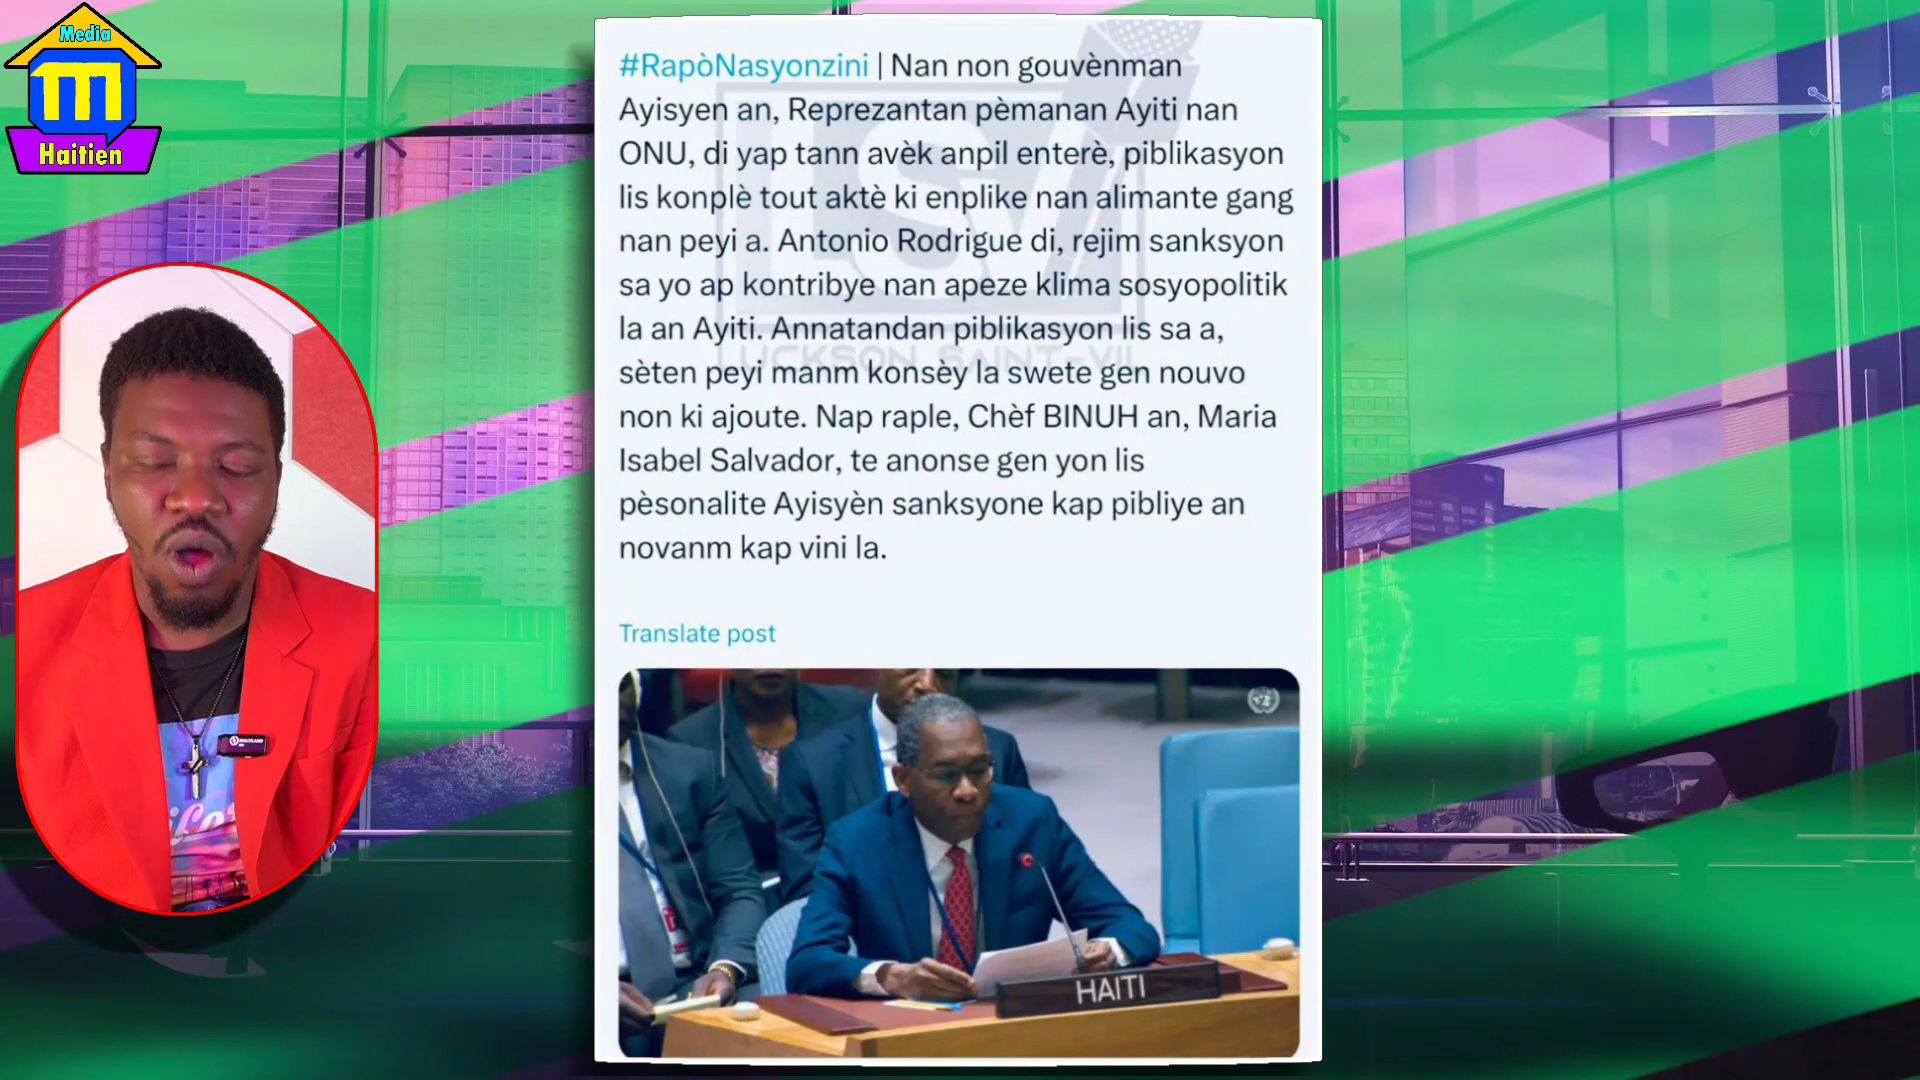 Media
m
Haitien
#RapòNasyonzini | Nan non gouvènman
Ayisyen an, Reprezantan pèmanan Ayiti nan
ONU, di yap tann avèk anpil enterè, piblikasyon
lis konplè tout aktè ki enplike nan alimante gang
nan peyi a. Antonio Rodrigue di, rejim sanksyon
sa yo ap kontribye nan apeze klima sosyopolitik
la an Ayiti. Annatandan piblikasyon lis sa a,
sèten peyi manm konsèy la swete gen nouvo
non ki ajoute. Nap raple, Chèf BINUH an, Maria
Isabel Salvador, te anonse gen yon lis
pèsonalite Ayisyèn sanksyone kap pibliye an
novanm kap vini la.
LSV
LICKSON SAINT-VIL
Translate post
HAITI